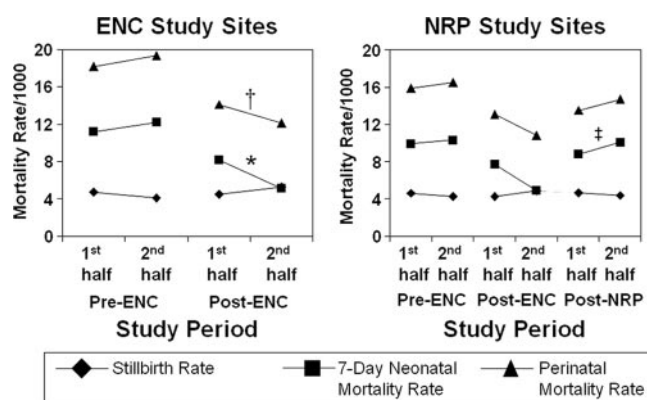 ENC Study Sites
Mortality Rate/1000
20
16
12
8
4
0
†
*
1st half
2nd half
1st half
2nd half
Pre-ENC
Post-ENC
Study Period
NRP Study Sites
Mortality Rate/1000
20
16
12
8
4
0
‡
1st half
2nd half
1st half
2nd half
1st half
2nd half
Pre-ENC
Post-ENC
Post-NRP
Study Period
Stillbirth Rate
7-Day Neonatal
Mortality Rate
Perinatal
Mortality Rate